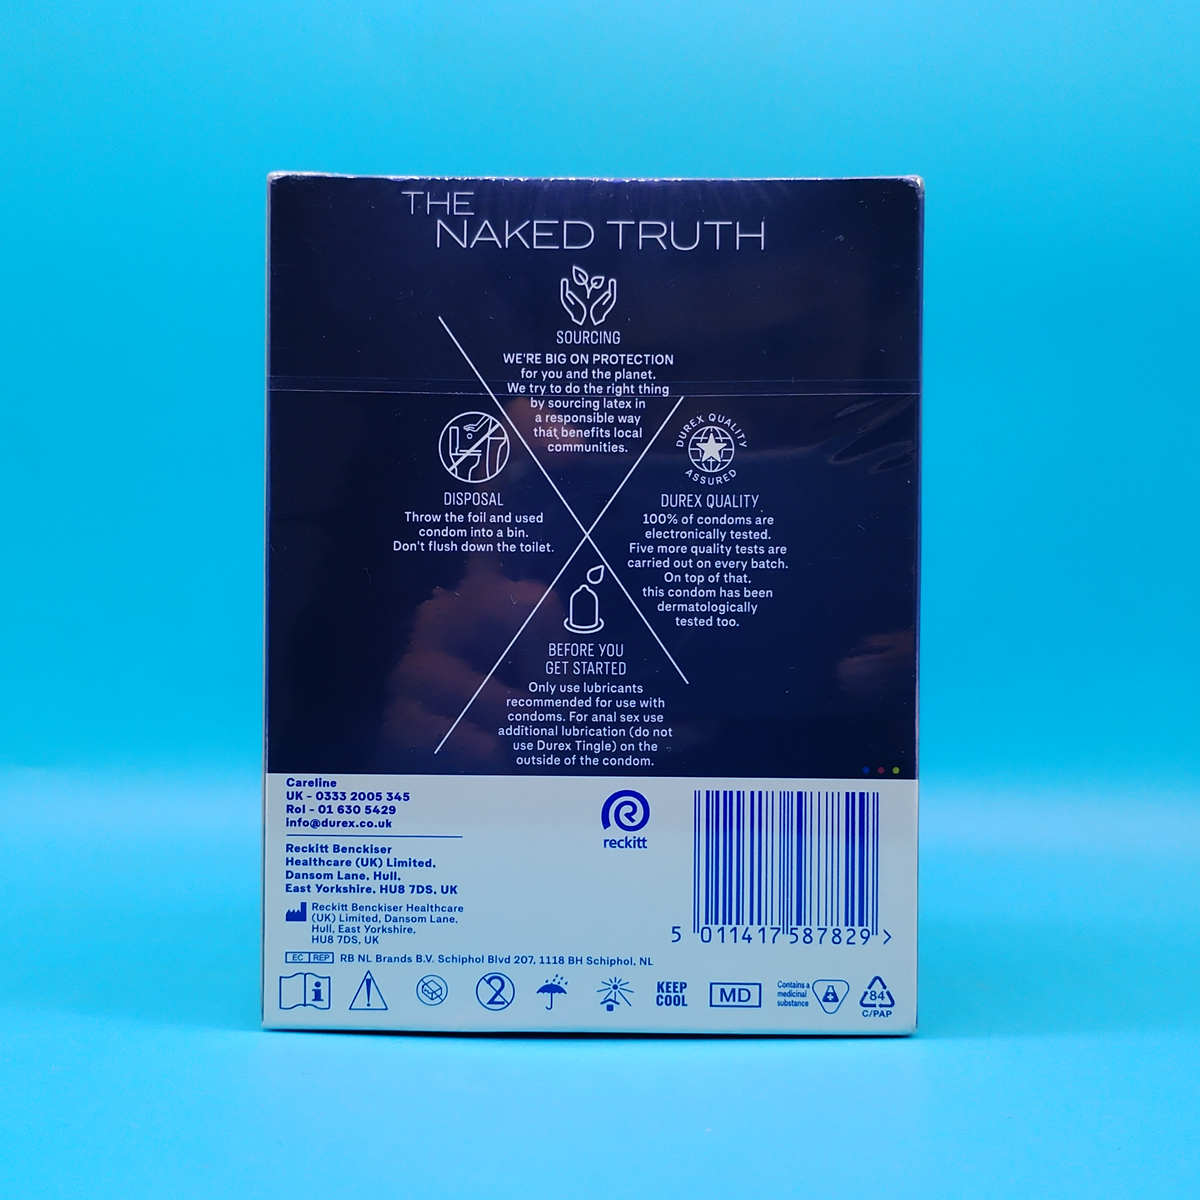 THE
NAKED TRUTH
SOURCING
WE'RE BIG ON PROTECTION
for you and the planet.
We try to do the right thing
by sourcing latex in
a responsible way
that benefits local
communities.
DISPOSAL
Throw the foil and used
condom into a bin.
Don't flush down the toilet.
DUREX QUALITY
ASSURED
DUREX QUALITY
100% of condoms are
electronically tested.
Five more quality tests are
carried out on every batch.
On top of that,
this condom has been
dermatologically
tested too.
BEFORE YOU
GET STARTED
Only use lubricants
recommended for use with
condoms. For anal sex use
additional lubrication (do not
use Durex Tingle) on the
outside of the condom.
Careline
UK - 0333 2005 345
RoI - 01 630 5429
info@durex.co.uk
Reckitt Benckiser
Healthcare (UK) Limited,
Dansom Lane, Hull,
East Yorkshire, HU8 7DS, UK
Reckitt Benckiser Healthcare
(UK) Limited, Dansom Lane,
Hull, East Yorkshire,
HU8 7DS, UK
EC REP RB NL Brands B.V. Schiphol Blvd 207, 1118 BH Schiphol, NL
reckitt
5 011417 587829 >
i
2
KEEP
COOL
MD
Contains a
medicinal
substance
84
C/PAP